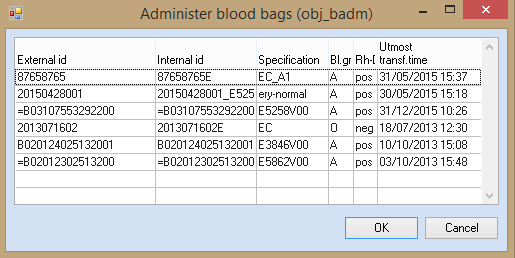 Administer blood bags (obj_badm)
External id Internal id Specification Bl.gr Rh-D Utmost
transf.time
87658765 87658765E EC_A1 A pos 31/05/2015 15:37
20150428001 20150428001_E525 ery-normal A pos 30/05/2015 15:18
=B03107553292200 =B03107553292200 E5258V00 A pos 31/12/2015 10:26
2013071602 2013071602E EC O neg 18/07/2013 12:30
B020124025132001 B020124025132001 E3846V00 A pos 10/10/2013 15:08
=B02012302513200 =B02012302513200 E5862V00 A pos 03/10/2013 15:48
OK Cancel